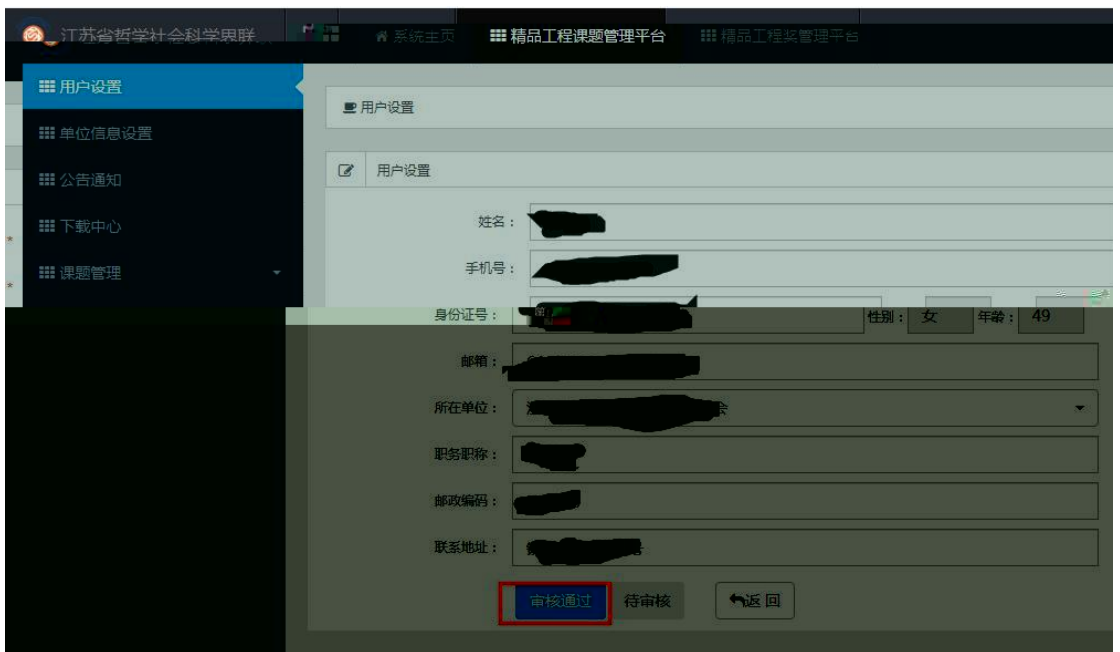 江苏省哲学社会科学界联 系统主页 精品工程课题管理平台 精品工程奖管理平台
用户设置
用户设置
单位信息设置
公告通知
用户设置
下载中心
姓名：
*
课题管理
手机号：
*
身份证号： 性别： 女 年龄： 49
邮箱：
所在单位： 会
职务职称：
邮政编码：
联系地址：
审核通过 待审核 返回